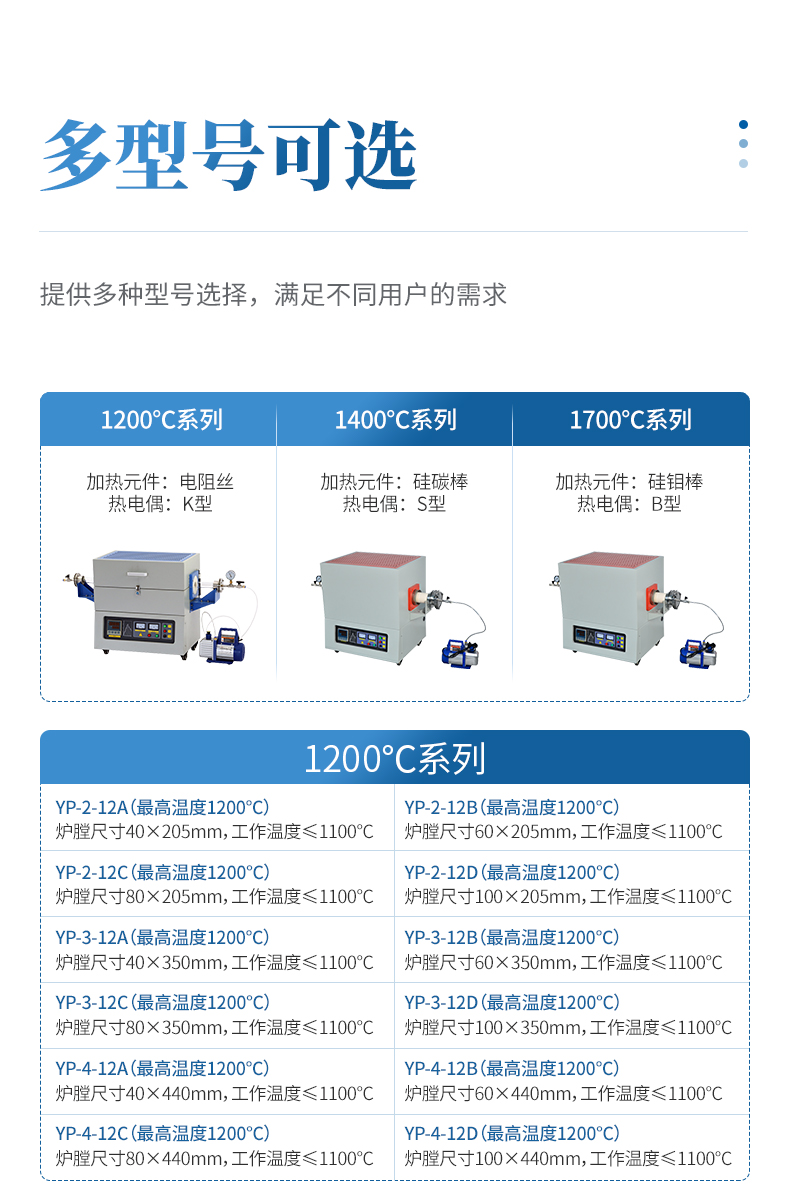 多型号可选
提供多种型号选择，满足不同用户的需求
1200℃系列
1400℃系列
1700℃系列
加热元件：电阻丝
热电偶：K型
加热元件：硅碳棒
热电偶：S型
加热元件：硅钼棒
热电偶：B型
1200℃系列
YP-2-12A（最高温度1200℃）
炉膛尺寸40×205mm，工作温度≤1100℃
YP-2-12B（最高温度1200℃）
炉膛尺寸60×205mm，工作温度≤1100℃
YP-2-12C（最高温度1200℃）
炉膛尺寸80×205mm，工作温度≤1100℃
YP-2-12D（最高温度1200℃）
炉膛尺寸100×205mm，工作温度≤1100℃
YP-3-12A（最高温度1200℃）
炉膛尺寸40×350mm，工作温度≤1100℃
YP-3-12B（最高温度1200℃）
炉膛尺寸60×350mm，工作温度≤1100℃
YP-3-12C（最高温度1200℃）
炉膛尺寸80×350mm，工作温度≤1100℃
YP-3-12D（最高温度1200℃）
炉膛尺寸100×350mm，工作温度≤1100℃
YP-4-12A（最高温度1200℃）
炉膛尺寸40×440mm，工作温度≤1100℃
YP-4-12B（最高温度1200℃）
炉膛尺寸60×440mm，工作温度≤1100℃
YP-4-12C（最高温度1200℃）
炉膛尺寸80×440mm，工作温度≤1100℃
YP-4-12D（最高温度1200℃）
炉膛尺寸100×440mm，工作温度≤1100℃